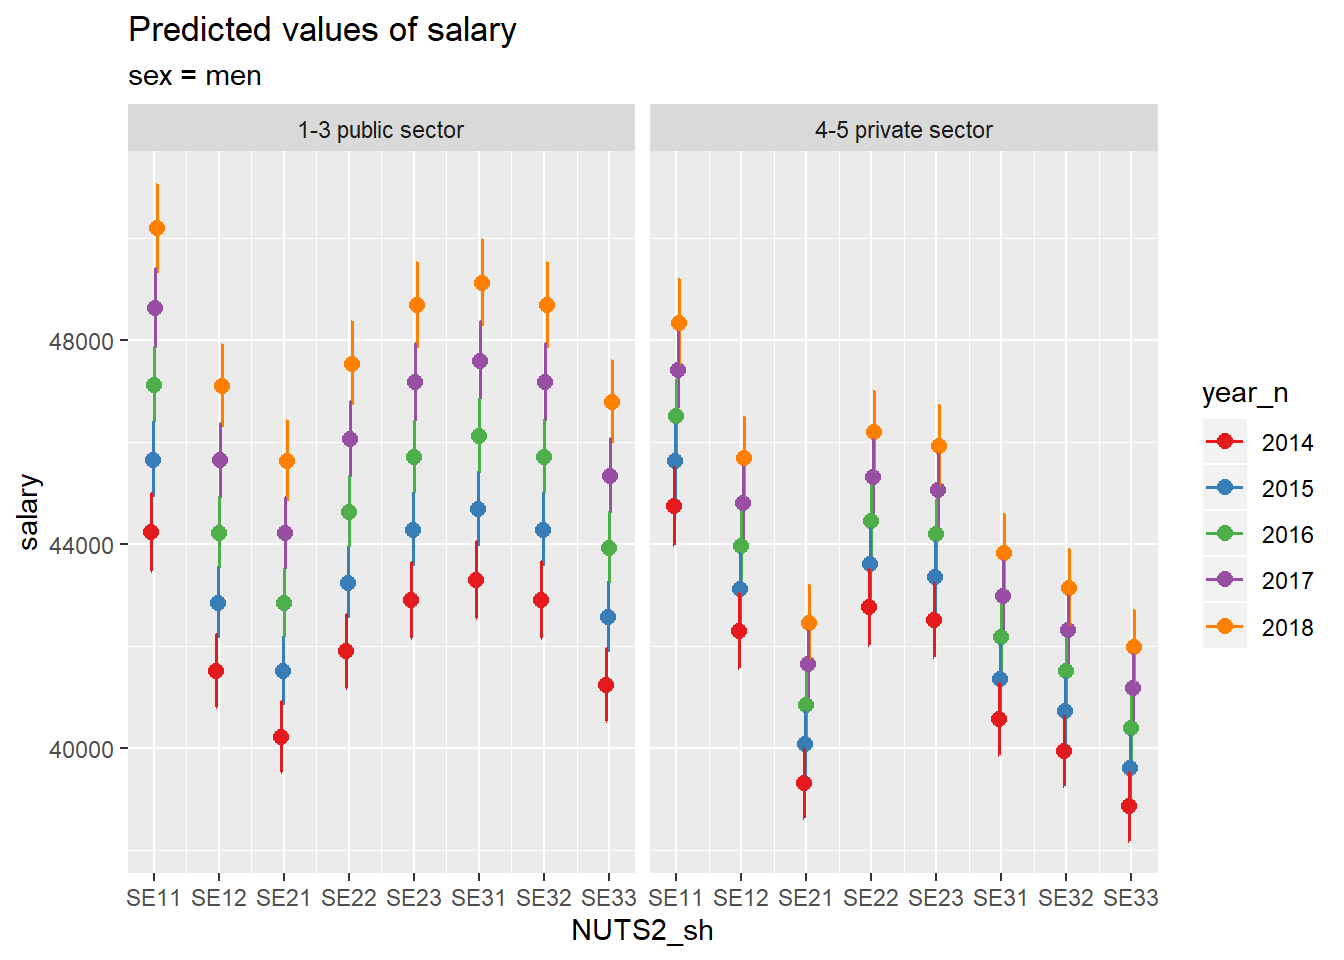 Predicted values of salary
sex = men
1-3 public sector
4-5 private sector
48000
44000
40000
salary
SE11 SE12 SE21 SE22 SE23 SE31 SE32 SE33
SE11 SE12 SE21 SE22 SE23 SE31 SE32 SE33
NUTS2_sh
year_n
2014
2015
2016
2017
2018